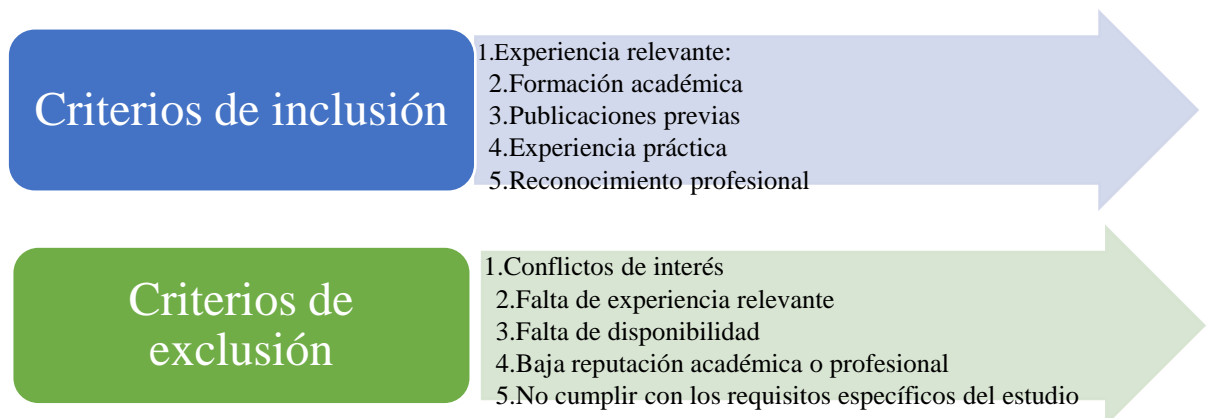 Criterios de inclusión
1.Experiencia relevante:
2.Formación académica
3.Publicaciones previas
4.Experiencia práctica
5.Reconocimiento profesional
Criterios de
exclusión
1.Conflictos de interés
2.Falta de experiencia relevante
3.Falta de disponibilidad
4.Baja reputación académica o profesional
5.No cumplir con los requisitos específicos del estudio